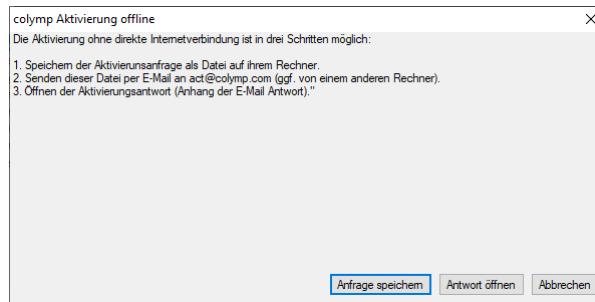 colymp Aktivierung offline
Die Aktivierung ohne direkte Internetverbindung ist in drei Schritten möglich:
1. Speichern der Aktivierunsanfrage als Datei auf ihrem Rechner.
2. Senden dieser Datei per E-Mail an act@colymp.com (ggf. von einem anderen Rechner).
3. Öffnen der Aktivierungsantwort (Anhang der E-Mail Antwort)."
Anfrage speichern Antwort öffnen Abbrechen